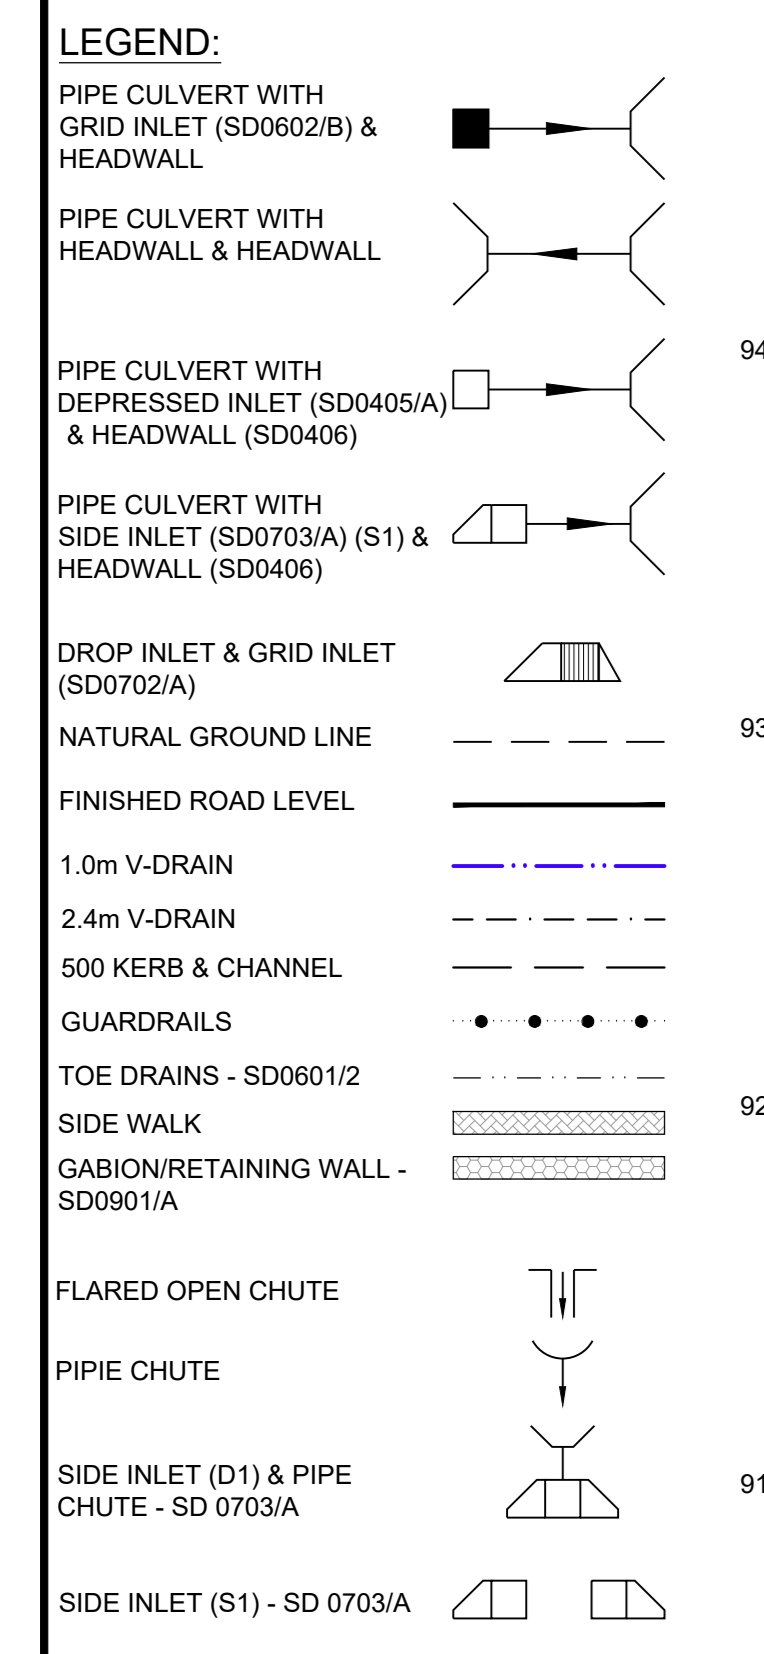 LEGEND:
PIPE CULVERT WITH
GRID INLET (SD0602/B) &
HEADWALL
PIPE CULVERT WITH
HEADWALL & HEADWALL
94
PIPE CULVERT WITH
DEPRESSED INLET (SD0405/A)
& HEADWALL (SD0406)
PIPE CULVERT WITH
SIDE INLET (SD0703/A) (S1) &
HEADWALL (SD0406)
DROP INLET & GRID INLET
(SD0702/A)
NATURAL GROUND LINE
93
FINISHED ROAD LEVEL
1.0m V-DRAIN
2.4m V-DRAIN
500 KERB & CHANNEL
GUARDRAILS
TOE DRAINS - SD0601/2
92
SIDE WALK
GABION/RETAINING WALL -
SD0901/A
FLARED OPEN CHUTE
PIPIE CHUTE
SIDE INLET (D1) & PIPE
91
CHUTE - SD 0703/A
SIDE INLET (S1) - SD 0703/A